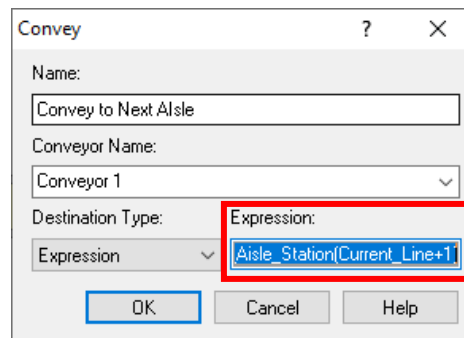 Convey
?
Name:
Convey to Next AIsle
Conveyor Name:
Conveyor 1
Destination Type: Expression:
Expression Aisle_Station(Current_Line+1)
OK Cancel Help